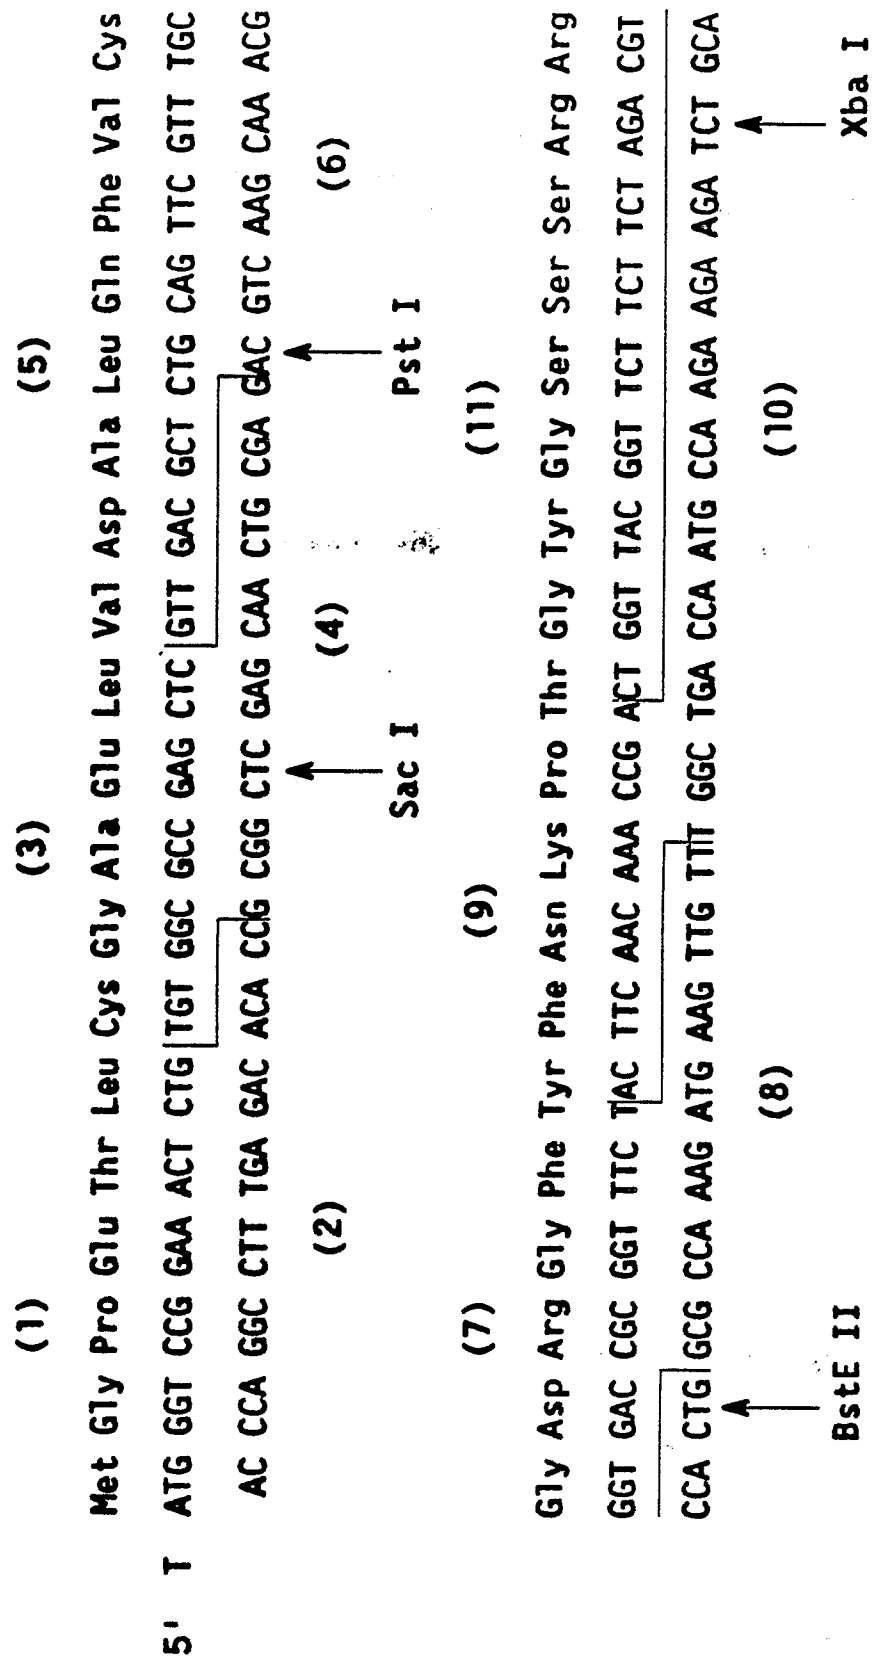 (1) (3) (5)
Met Gly Pro Glu Thr Leu Cys Gly Ala Glu Leu Val Asp Ala Leu Gln Phe Val Cys
5' T ATG GGT CCG GAA ACT CTG TGT GGC GCC GAG CTC GTT GAC GCT CTG CAG TTC GTT TGC
AC CCA GGC CTT TGA GAC ACA CCG CGG CTC GAG CAA CTG CGA GAC GTC AAG CAA ACG
(2) (4) (6)
Sac I Pst I
(7) (9) (11)
Gly Asp Arg Gly Phe Tyr Phe Asn Lys Pro Thr Gly Tyr Gly Ser Ser Ser Arg Arg
GGT GAC CGC GGT TTC TAC TTC AAC AAA CCG ACT GGT TAC GGT TCT TCT TCT AGA CGT
CCA CTG GCG CCA AAG ATG AAG TTG TTT GGC TGA CCA ATG CCA AGA AGA AGA TCT GCA
(8) (10)
BstE II Xba I